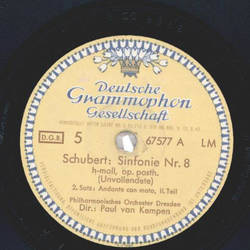 Deutsche
Grammophon
Gesellschaft
D.G.G.
5
67577 A
LM
Schubert: Sinfonie Nr. 8
h-moll, op. posth.
(Unvollendete)
2. Satz: Andante con moto, II. Teil
Philharmonisches Orchester Dresden
Dir.: Paul van Kempen